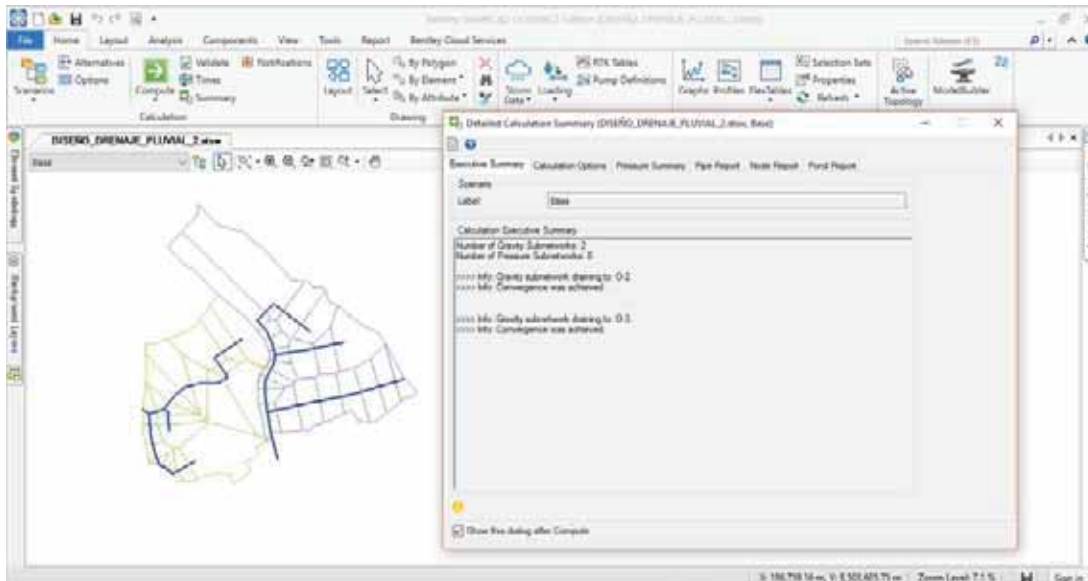 File Home Layout Analysis Components View Tools Report Bentley Cloud Services
Scenarios
Alternatives
Options
Compute
Validate
Times
Summary
Notifications
Calculation
Layout
Select
By Polygon
By Element
By Attribute
Drawing
Storm Data
Loading
RTK Tables
Pump Definitions
Graphs Profiles FlexTables
Selection Sets
Properties
Refresh
Active Topology
ModelBuilder
DISEÑO_DRENAJE_PLUVIAL_2.stsw
Base
Background Layers
Detailed Calculation Summary (DISEÑO_DRENAJE_PLUVIAL_2.stsw, Base)
Executive Summary Calculation Options Pressure Summary Pipe Report Node Report Pond Report
Scenario
Label: Base
Calculation Executive Summary
Number of Gravity Subnetworks: 2
Number of Pressure Subnetworks: 0
>>>> Info: Gravity subnetwork draining to: O-2
>>>> Info: Convergence was achieved.
>>>> Info: Gravity subnetwork draining to: O-3
>>>> Info: Convergence was achieved.
Show this dialog after Compute
Zoom Level: 7.1 %